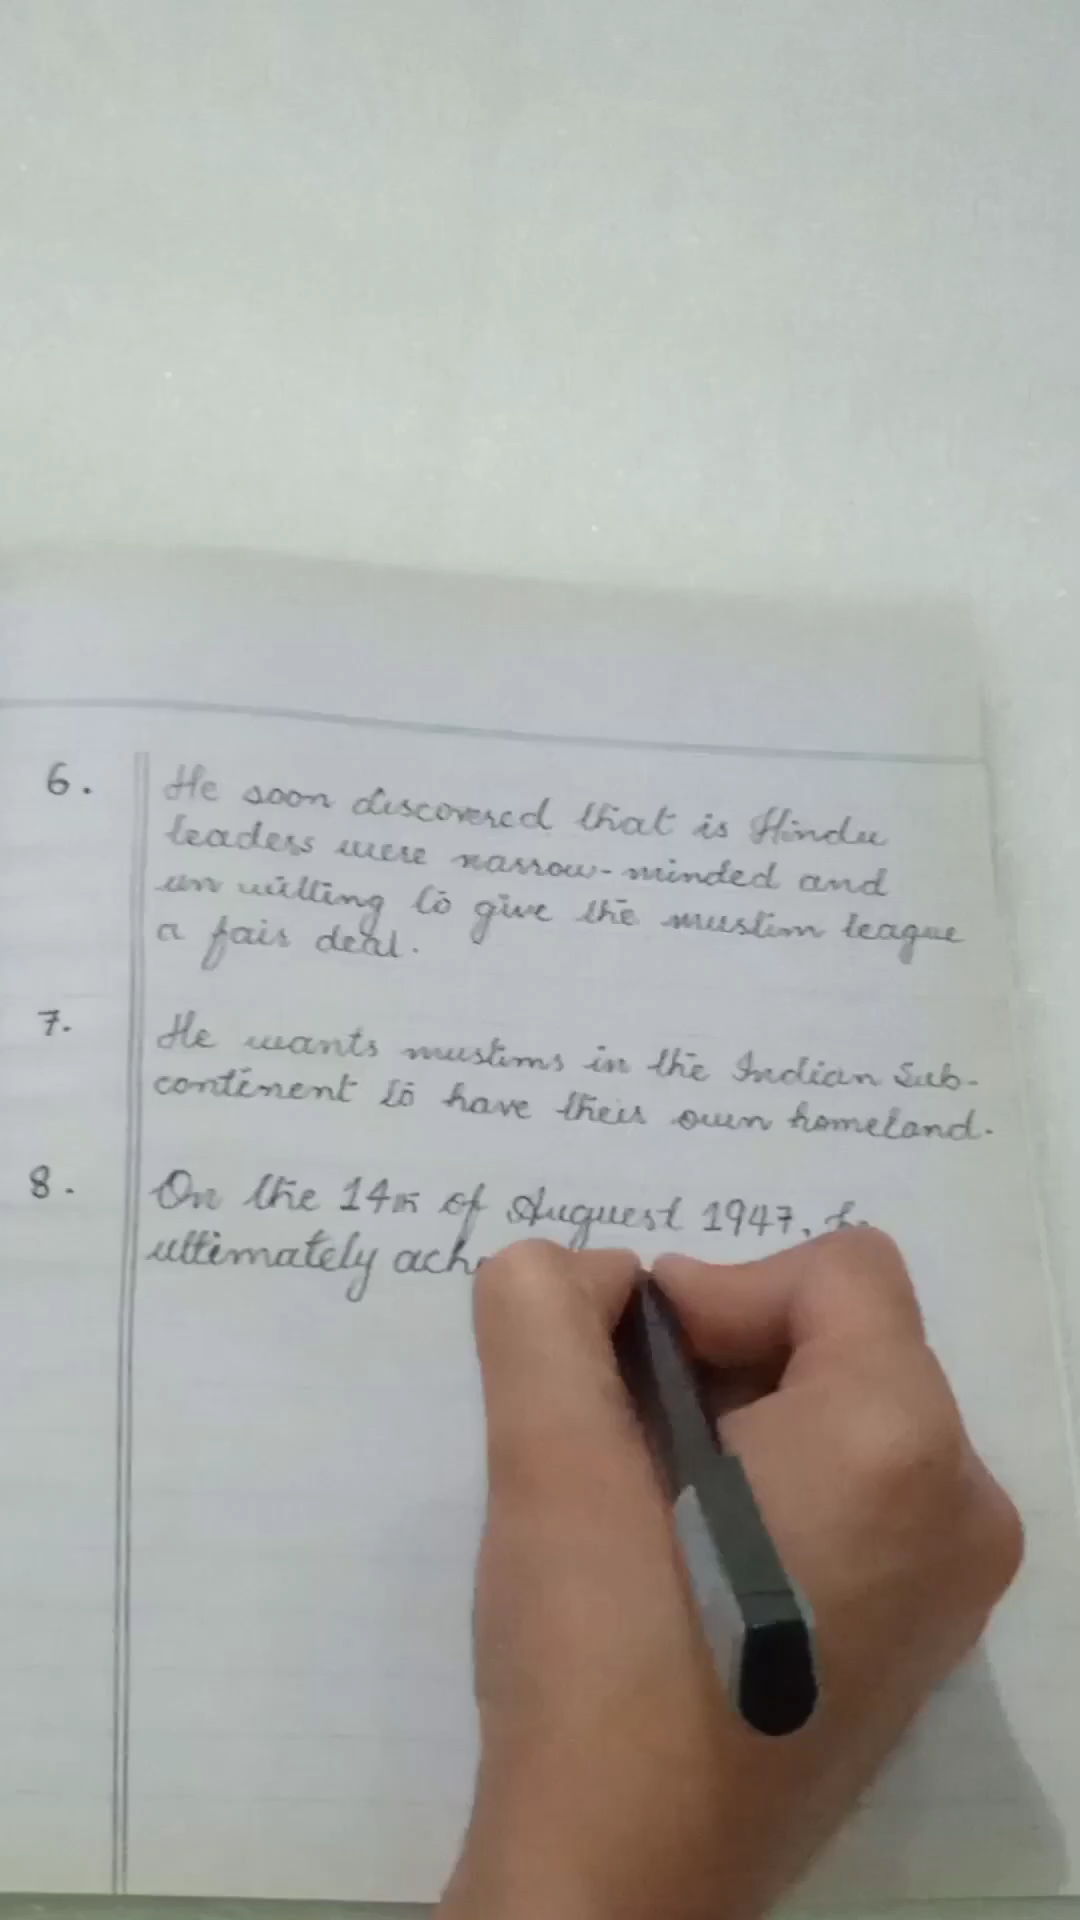 6. He soon discovered that is Hindu
leaders were narrow-minded and
un willing to give the muslim league
a fair deal.
7. He wants muslims in the Indian Sub-
continent to have their own homeland.
8. On the 14th of Auguest 1947,
ultimately